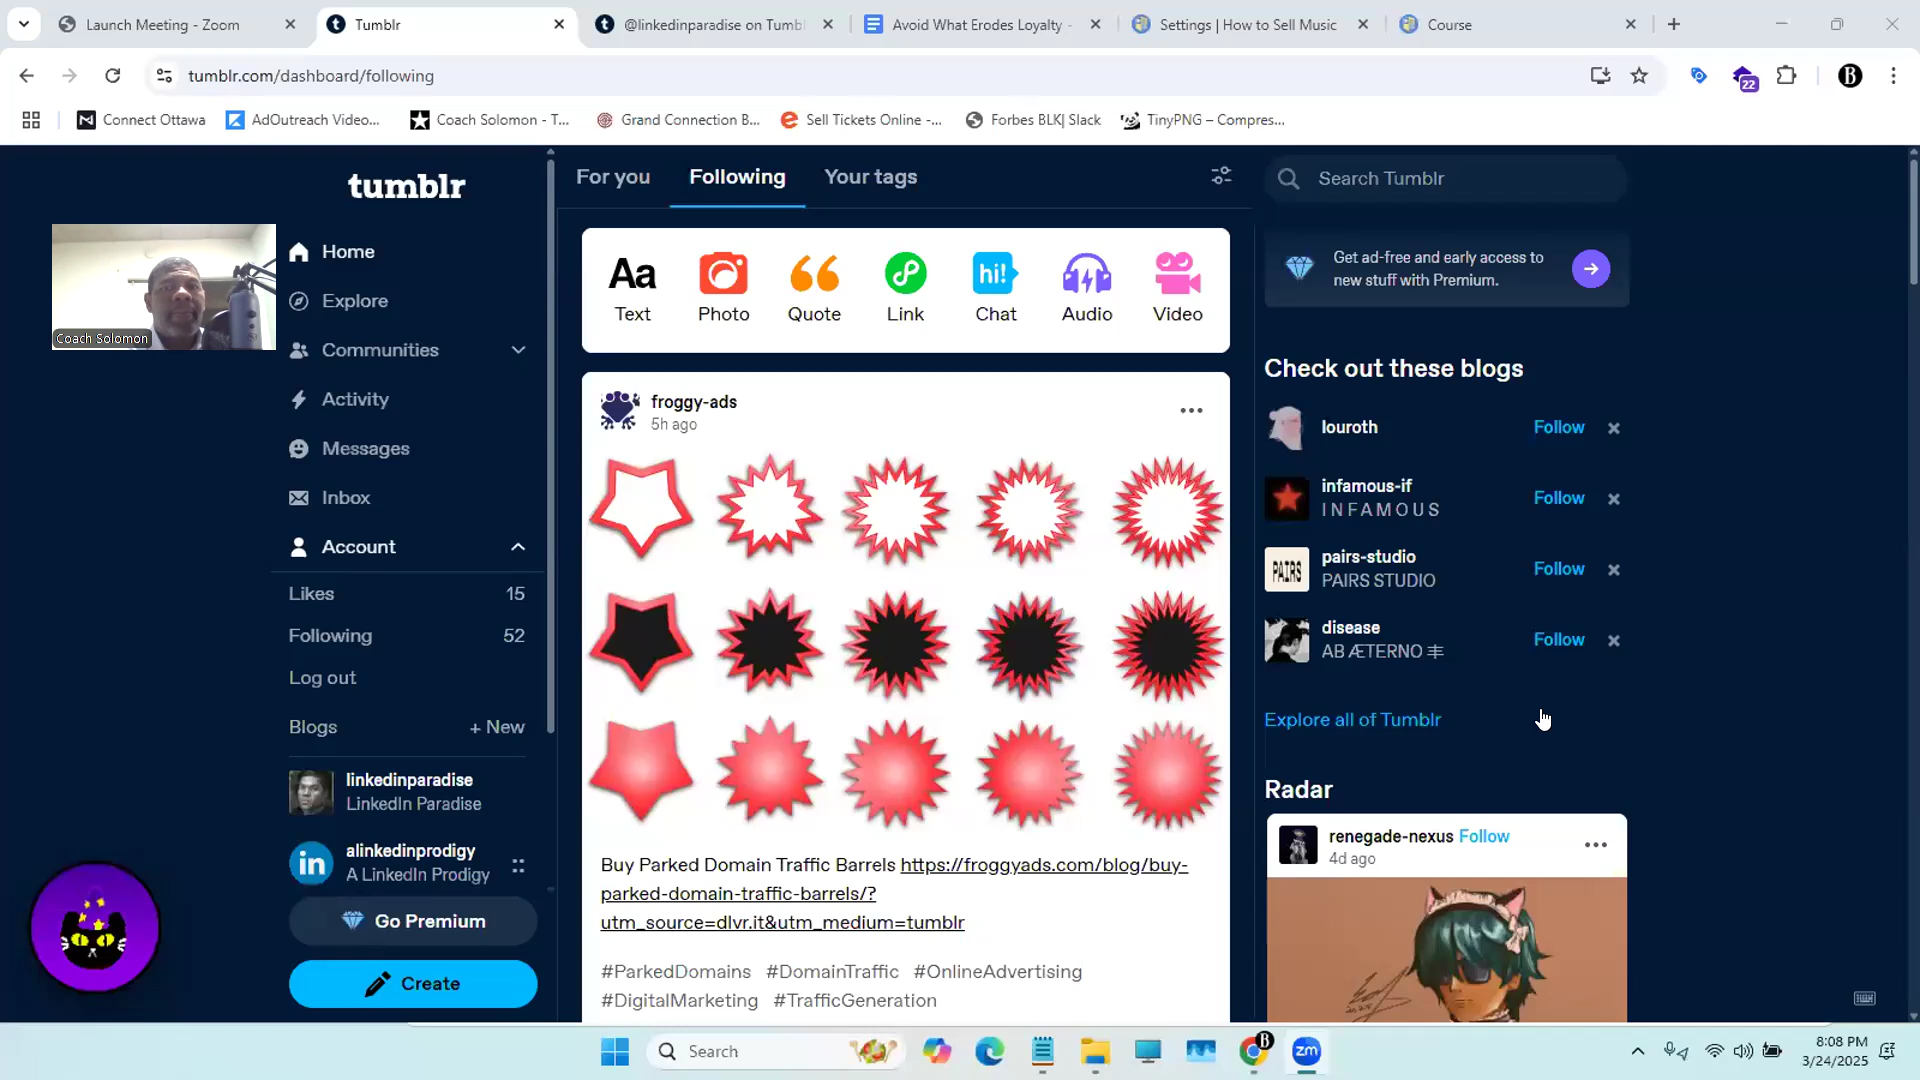 Launch Meeting - Zoom
Tumblr
@linkedinparadise on Tumbl
Avoid What Erodes Loyalty -
Settings | How to Sell Music
Course
tumblr.com/dashboard/following
22
B
Connect Ottawa
AdOutreach Video...
Coach Solomon - T...
Grand Connection B...
Sell Tickets Online -...
Forbes BLK| Slack
TinyPNG – Compres...
tumblr
Coach Solomon
Home
Explore
Communities
Activity
Messages
Inbox
Account
Likes 15
Following 52
Log out
Blogs + New
linkedinparadise
LinkedIn Paradise
in
alinkedinprodigy
A LinkedIn Prodigy
Go Premium
Create
For you
Following
Your tags
Aa
hi!
Text
Photo
Quote
Link
Chat
Audio
Video
froggy-ads
5h ago
Buy Parked Domain Traffic Barrels https://froggyads.com/blog/buy-
parked-domain-traffic-barrels/?
utm_source=dlvr.it&utm_medium=tumblr
#ParkedDomains #DomainTraffic #OnlineAdvertising
#DigitalMarketing #TrafficGeneration
Search Tumblr
Get ad-free and early access to
new stuff with Premium.
Check out these blogs
louroth
Follow
infamous-if
I N F A M O U S
Follow
PAIRS
pairs-studio
PAIRS STUDIO
Follow
disease
AB ÆTERNO 丰
Follow
Explore all of Tumblr
Radar
renegade-nexus Follow
4d ago
Search
B
zm
8:08 PM
3/24/2025